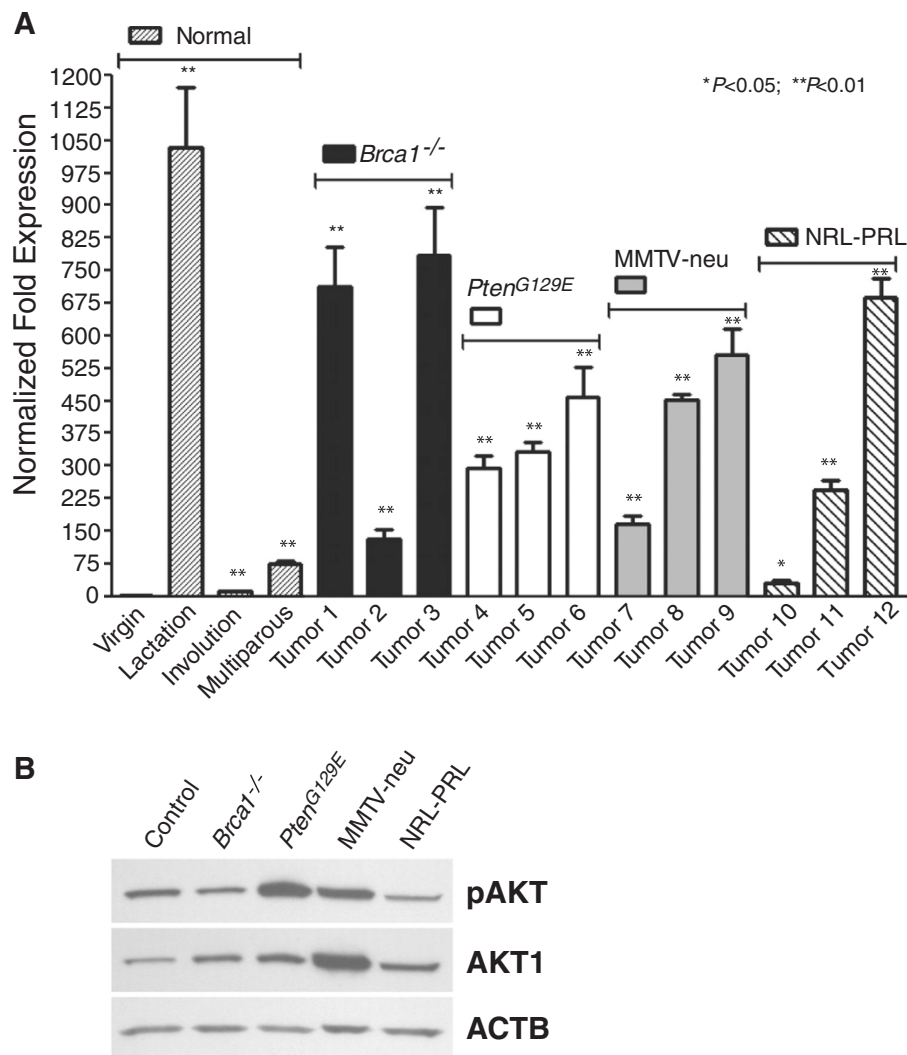 A
Normal
*P<0.05; **P<0.01
Brca1-/-
PtenG129E
MMTV-neu
NRL-PRL
Normalized Fold Expression
1200
1125
1050
975
900
825
750
675
600
525
450
375
300
225
150
75
0
**
**
**
**
**
**
**
**
**
**
**
**
*
**
**
Virgin
Lactation
Involution
Multiparous
Tumor 1
Tumor 2
Tumor 3
Tumor 4
Tumor 5
Tumor 6
Tumor 7
Tumor 8
Tumor 9
Tumor 10
Tumor 11
Tumor 12
B
Control
Brca1-/-
PtenG129E
MMTV-neu
NRL-PRL
pAKT
AKT1
ACTB